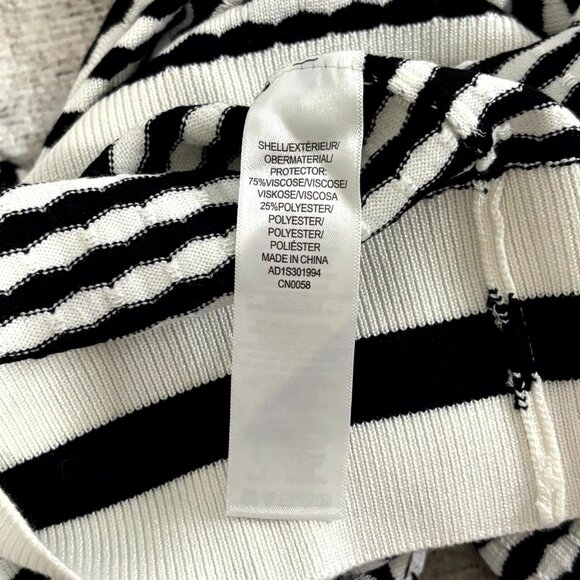 SHELL/EXTÉRIEUR/
OBERMATERIAL/
PROTECTOR:
75%VISCOSE/VISCOSE/
VISKOSE/VISCOSA
25%POLYESTER/
POLYESTER/
POLYESTER/
POLIÉSTER
MADE IN CHINA
AD1S301994
CN0058